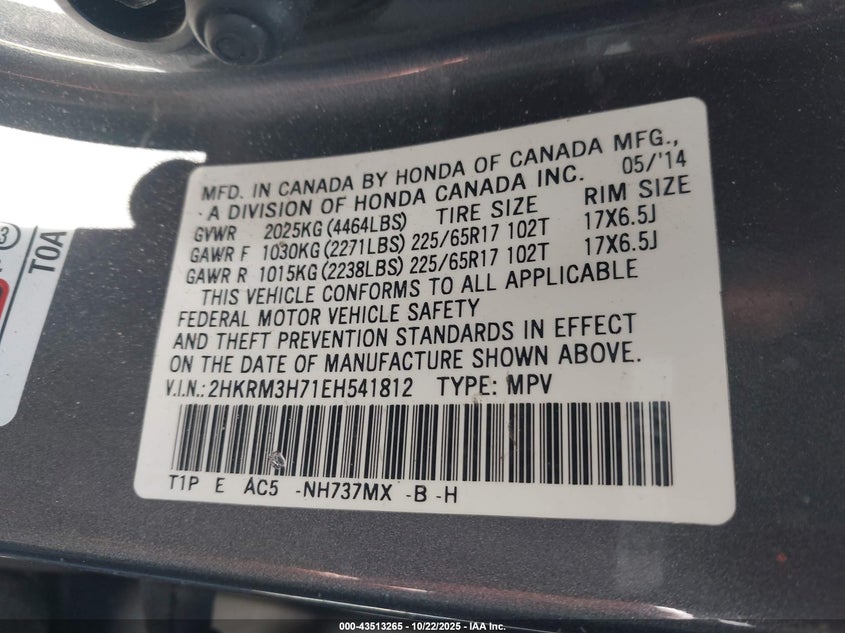 MFD. IN CANADA BY HONDA OF CANADA MFG.,
A DIVISION OF HONDA CANADA INC. 05/'14
GVWR 2025KG (4464LBS) TIRE SIZE RIM SIZE
GAWR F 1030KG (2271LBS) 225/65R17 102T 17X6.5J
GAWR R 1015KG (2238LBS) 225/65R17 102T 17X6.5J
THIS VEHICLE CONFORMS TO ALL APPLICABLE
FEDERAL MOTOR VEHICLE SAFETY
AND THEFT PREVENTION STANDARDS IN EFFECT
ON THE DATE OF MANUFACTURE SHOWN ABOVE.
V.I.N.: 2HKRM3H71EH541812 TYPE: MPV
T1P E AC5 -NH737MX -B -H
TOA
000-43513265 - 10/22/2025 - IAA Inc.